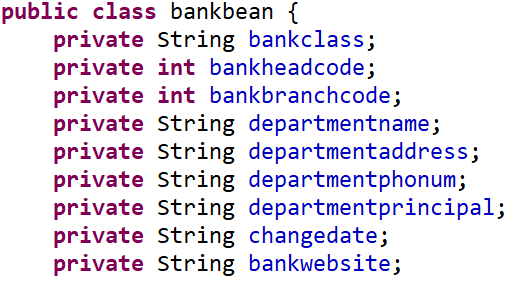 public class bankbean {
    private String bankclass;
    private int bankheadcode;
    private int bankbranchcode;
    private String departmentname;
    private String departmentaddress;
    private String departmentphonum;
    private String departmentprincipal;
    private String changedate;
    private String bankwebsite;